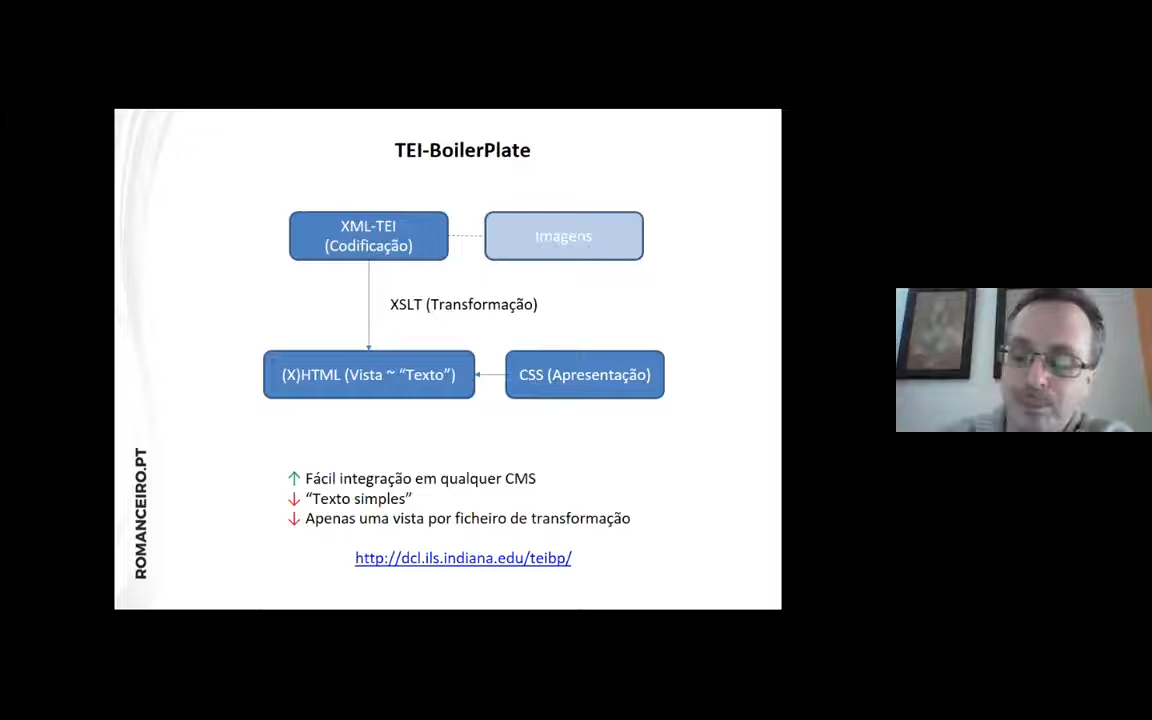 TEI-BoilerPlate
XML-TEI
(Codificação)
Imagens
XSLT (Transformação)
(X)HTML (Vista ~ “Texto”)
CSS (Apresentação)
↑ Fácil integração em qualquer CMS
↓ “Texto simples”
↓ Apenas uma vista por ficheiro de transformação
http://dcl.ils.indiana.edu/teibp/
ROMANCEIRO.PT